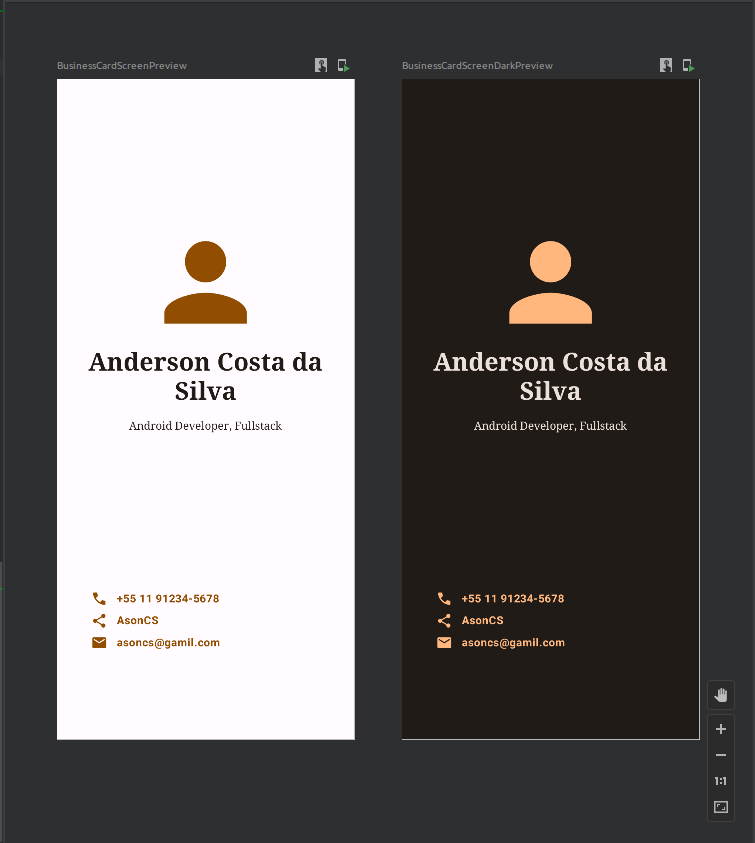 BusinessCardScreenPreview
Anderson Costa da
Silva
Android Developer, Fullstack
+55 11 91234-5678
AsonCS
asoncs@gamil.com
BusinessCardScreenDarkPreview
Anderson Costa da
Silva
Android Developer, Fullstack
+55 11 91234-5678
AsonCS
asoncs@gamil.com
1:1